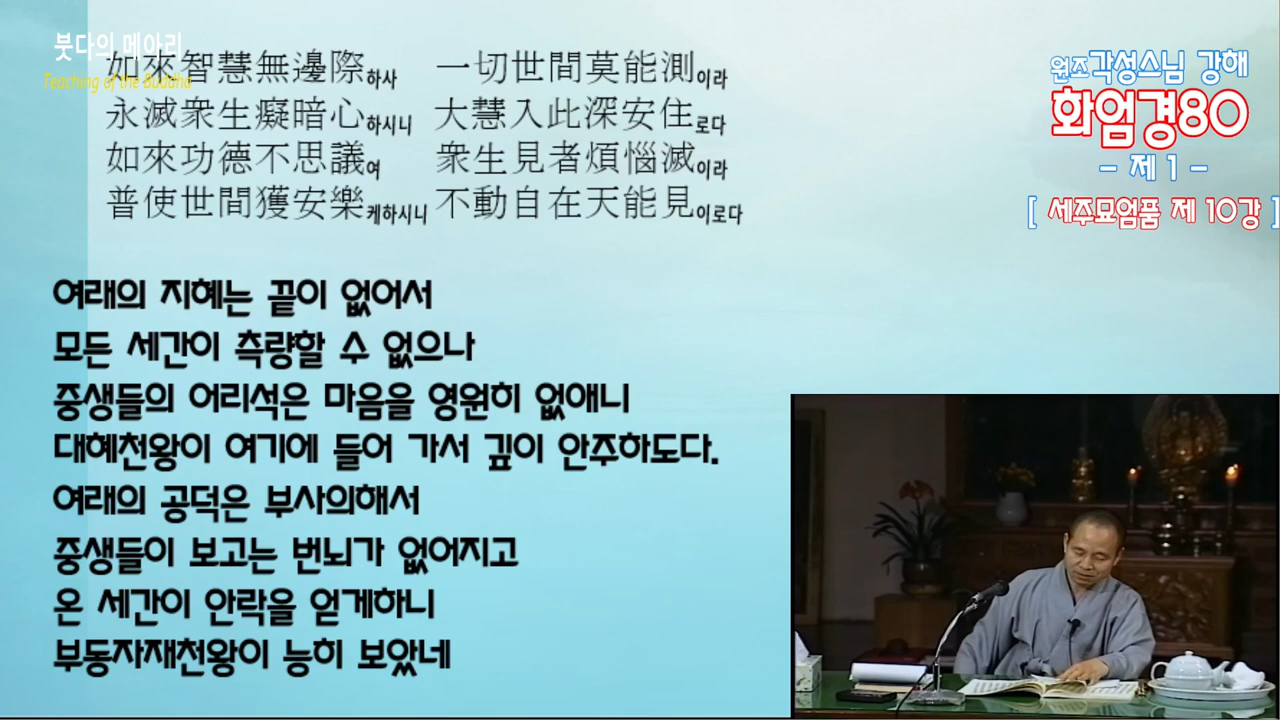 붓다의 메아리
Teaching of the Buddha
如來智慧無邊際하사 一切世間莫能測이라
永滅衆生癡暗心하시니 大慧入此深安住로다
如來功德不思議여 衆生見者煩惱滅이라
普使世間獲安樂케하시니 不動自在天能見이로다
원조각성스님 강해
화엄경80
- 제 1 -
[ 세주묘엄품 제 10강 ]
여래의 지혜는 끝이 없어서
모든 세간이 측량할 수 없으나
중생들의 어리석은 마음을 영원히 없애니
대혜천왕이 여기에 들어 가서 깊이 안주하도다.
여래의 공덕은 부사의해서
중생들이 보고는 번뇌가 없어지고
온 세간이 안락을 얻게하니
부동자재천왕이 능히 보았네